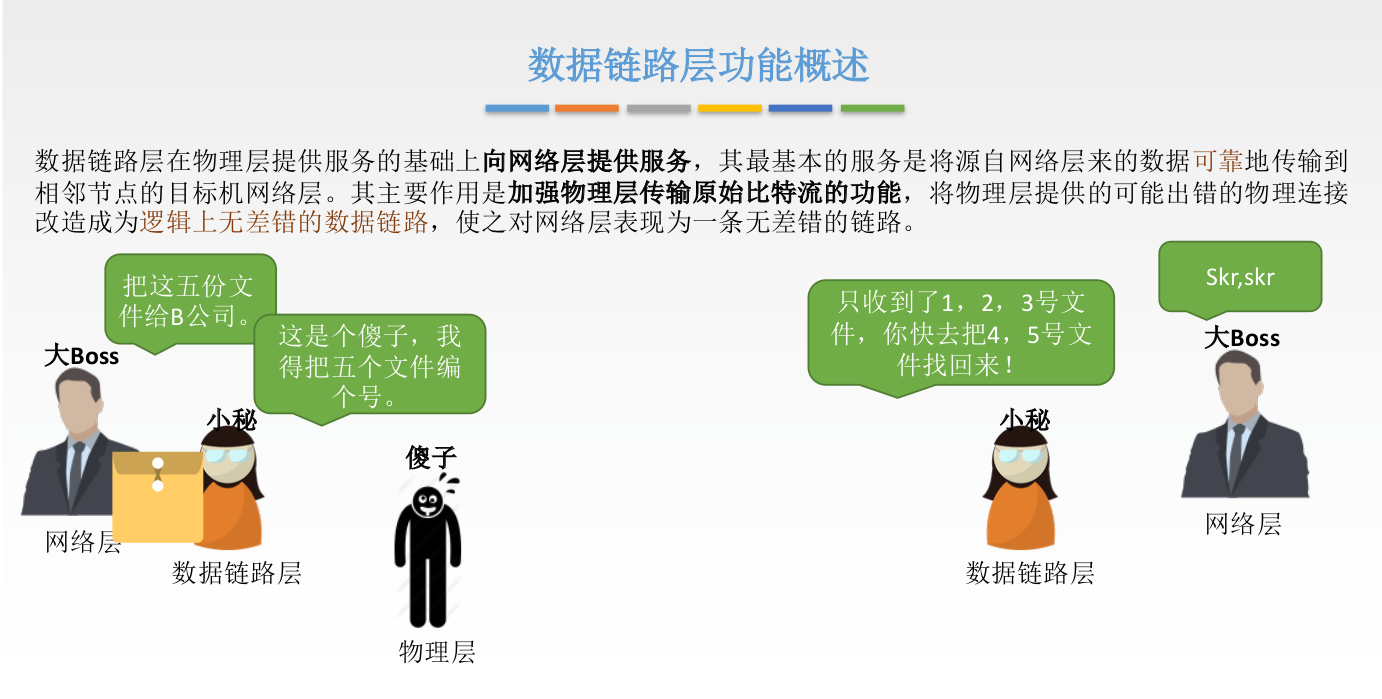 数据链路层功能概述
数据链路层在物理层提供服务的基础上向网络层提供服务，其最基本的服务是将源自网络层来的数据可靠地传输到
相邻节点的目标机网络层。其主要作用是加强物理层传输原始比特流的功能，将物理层提供的可能出错的物理连接
改造成为逻辑上无差错的数据链路，使之对网络层表现为一条无差错的链路。
把这五份文
件给B公司。
这是个傻子，我
得把五个文件编
个号。
大Boss
小秘
傻子
网络层
数据链路层
物理层
只收到了1，2，3号文
件，你快去把4，5号文
件找回来！
Skr,skr
大Boss
小秘
网络层
数据链路层